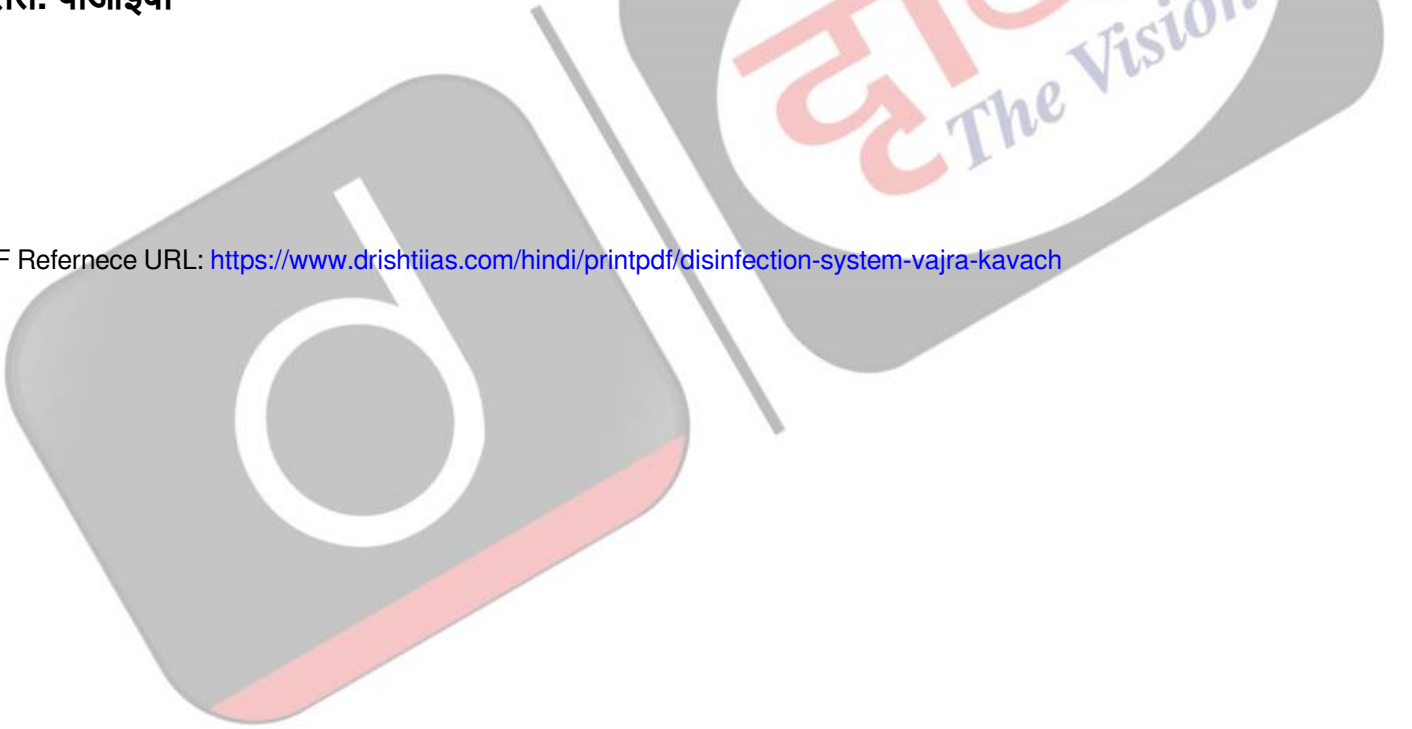 The Vision
F Refernece URL: https://www.drishtiias.com/hindi/printpdf/disinfection-system-vajra-kavach
d